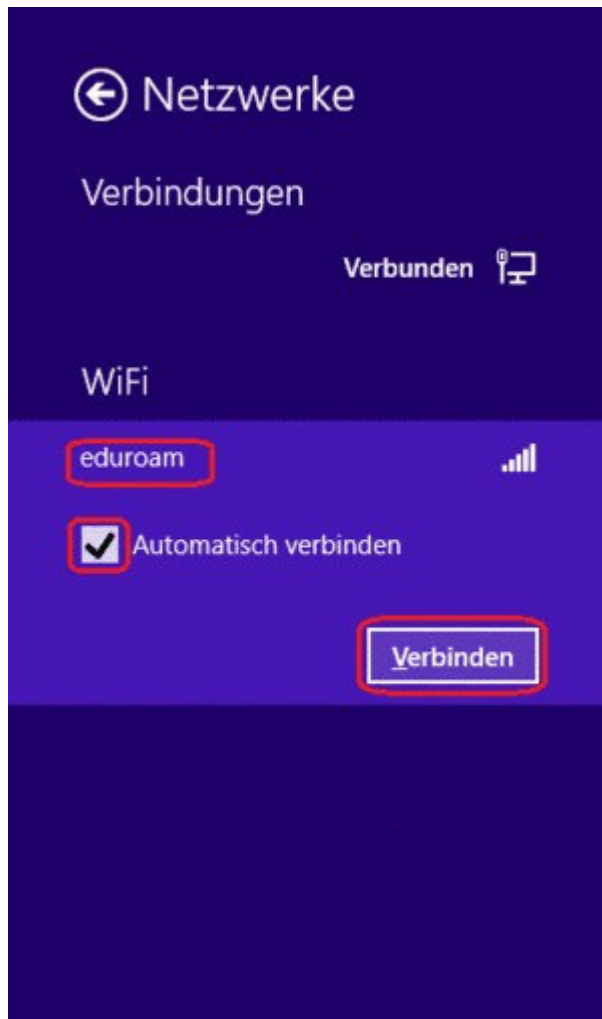 Netzwerke
Verbindungen
Verbunden
WiFi
eduroam
Automatisch verbinden
Verbinden